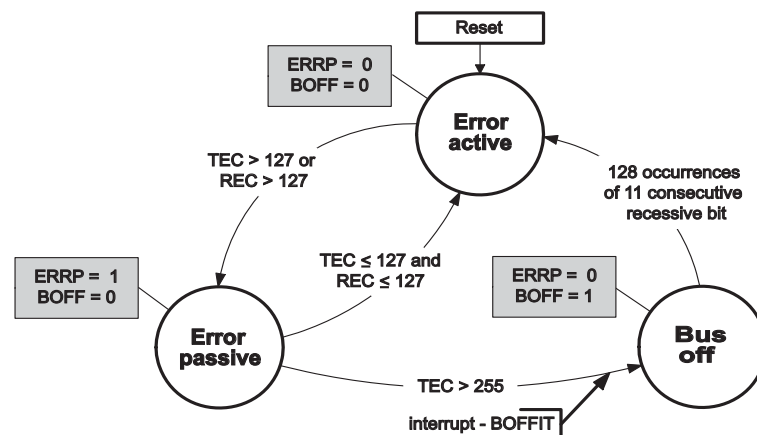 Reset
ERRP = 0
BOFF = 0
Error
active
TEC > 127 or
REC > 127
128 occurrences
of 11 consecutive
recessive bit
TEC ≤ 127 and
REC ≤ 127
ERRP = 1
BOFF = 0
ERRP = 0
BOFF = 1
Error
passive
Bus
off
TEC > 255
interrupt - BOFFIT